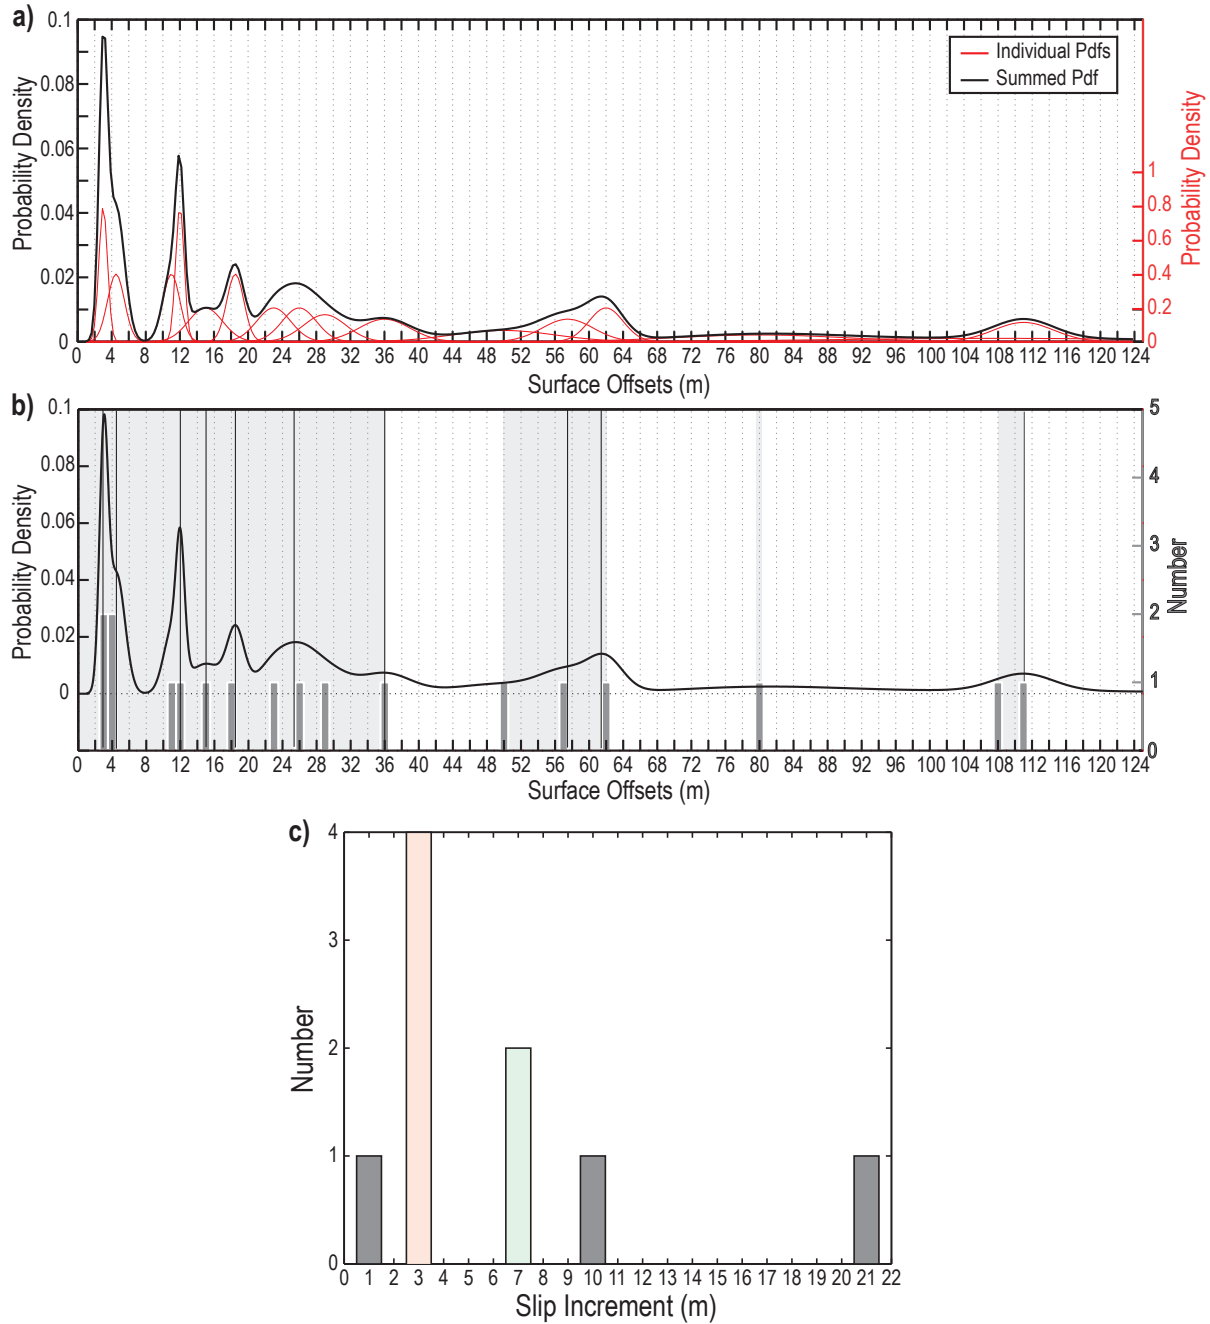 a)
0.1
0.08
0.06
0.04
0.02
0
Probability Density
Individual Pdfs
Summed Pdf
1
0.8
0.6
0.4
0.2
0
Probability Density
0 4 8 12 16 20 24 28 32 36 40 44 48 52 56 60 64 68 72 76 80 84 88 92 96 100 104 108 112 116 120 124
Surface Offsets (m)
b)
0.1
0.08
0.06
0.04
0.02
0
Probability Density
5
4
3
2
1
0
Number
0 4 8 12 16 20 24 28 32 36 40 44 48 52 56 60 64 68 72 76 80 84 88 92 96 100 104 108 112 116 120 124
Surface Offsets (m)
c)
4
3
2
1
0
Number
0 1 2 3 4 5 6 7 8 9 10 11 12 13 14 15 16 17 18 19 20 21 22
Slip Increment (m)